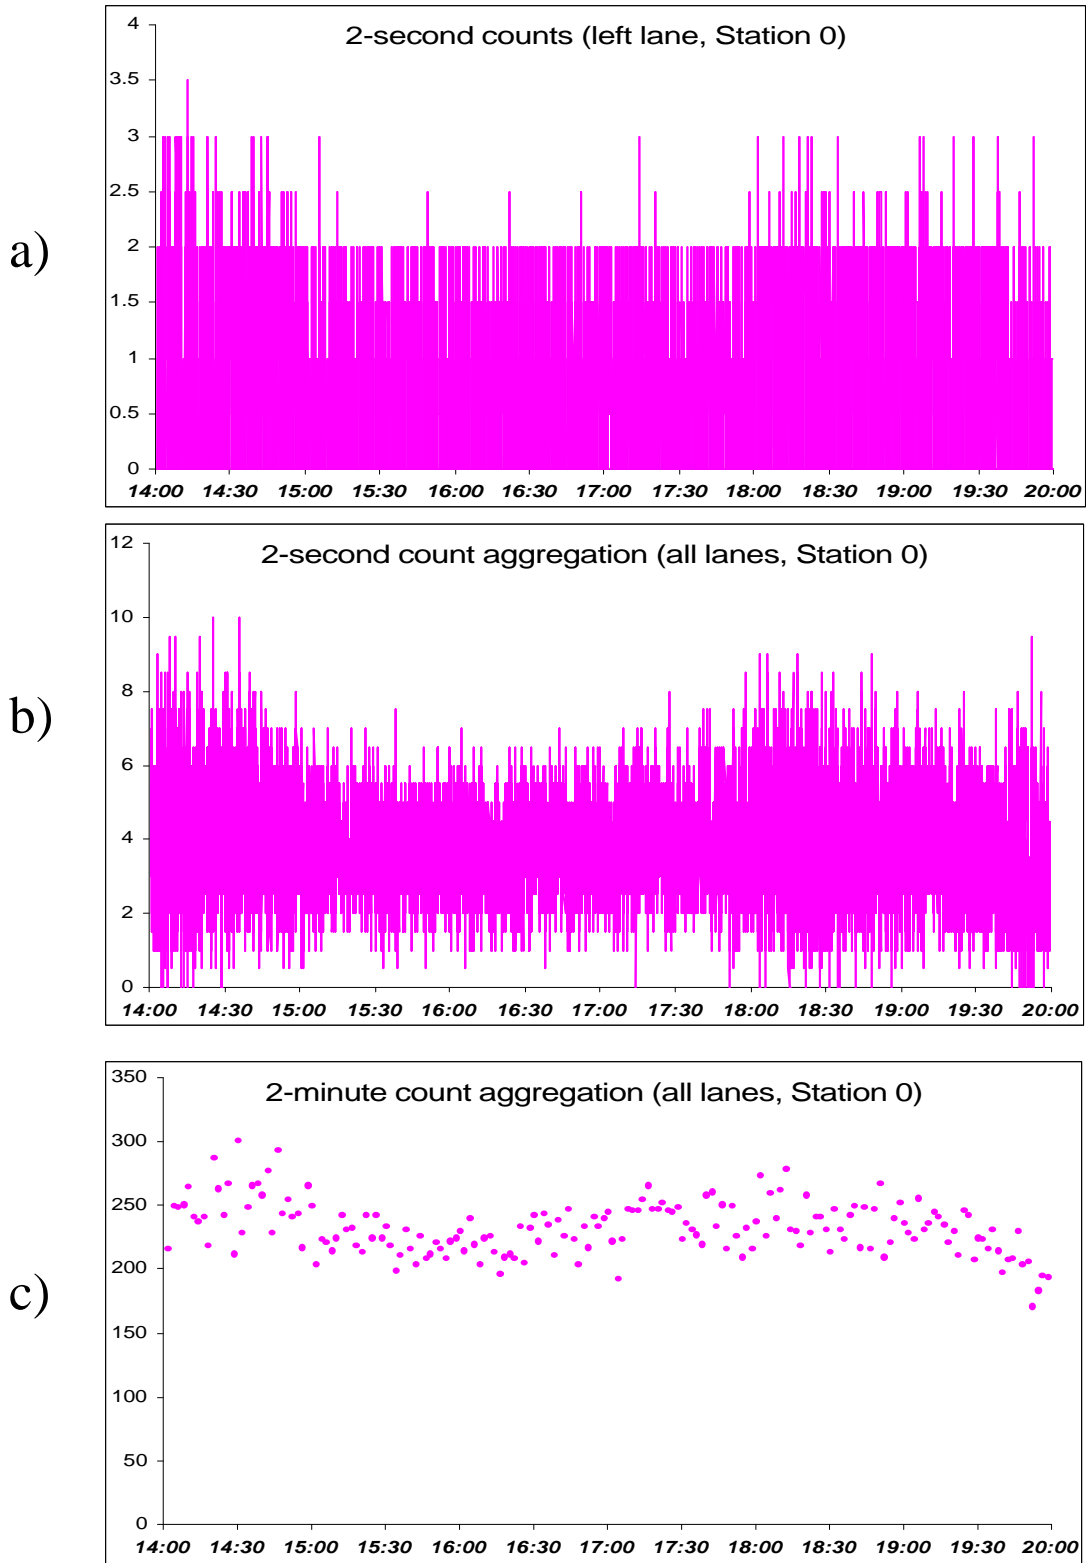 a)
2-second counts (left lane, Station 0)
4
3.5
3
2.5
2
1.5
1
0.5
0
14:00 14:30 15:00 15:30 16:00 16:30 17:00 17:30 18:00 18:30 19:00 19:30 20:00
b)
2-second count aggregation (all lanes, Station 0)
12
10
8
6
4
2
0
14:00 14:30 15:00 15:30 16:00 16:30 17:00 17:30 18:00 18:30 19:00 19:30 20:00
c)
2-minute count aggregation (all lanes, Station 0)
350
300
250
200
150
100
50
0
14:00 14:30 15:00 15:30 16:00 16:30 17:00 17:30 18:00 18:30 19:00 19:30 20:00